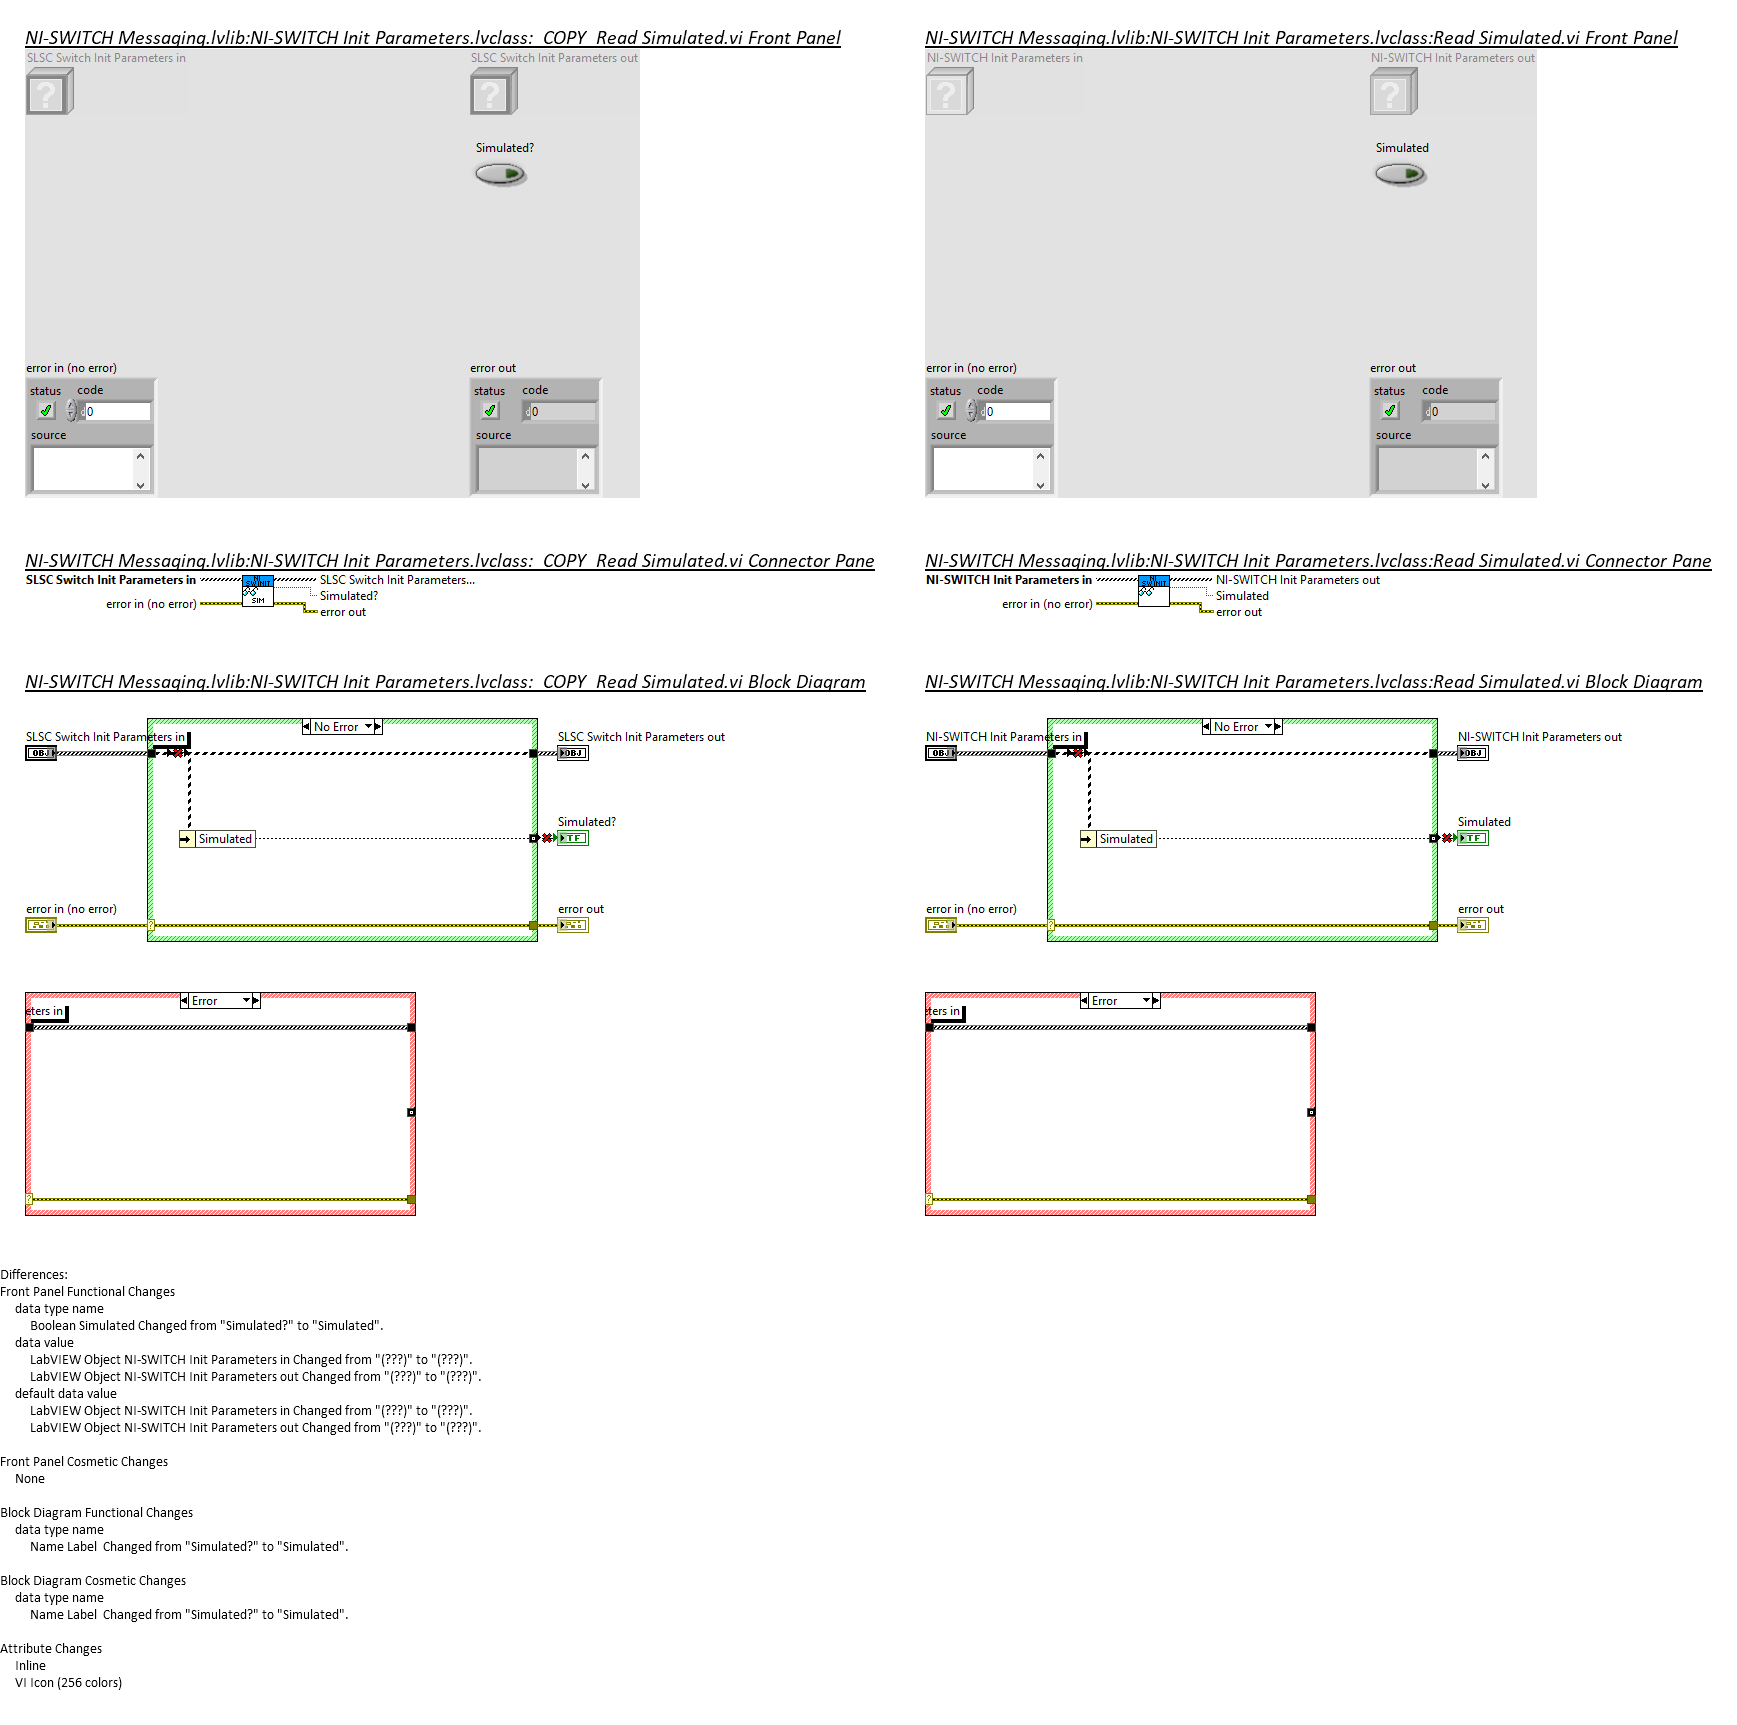 NI-SWITCH Messaging.lvlib:NI-SWITCH Init Parameters.lvclass:  COPY  Read Simulated.vi Front Panel
SLSC Switch Init Parameters in
SLSC Switch Init Parameters out
?
?
Simulated?
error in (no error)
status
code
d
0
source
error out
status
code
d
0
source
NI-SWITCH Messaging.lvlib:NI-SWITCH Init Parameters.lvclass:Read Simulated.vi Front Panel
NI-SWITCH Init Parameters in
NI-SWITCH Init Parameters out
?
?
Simulated
error in (no error)
status
code
d
0
source
error out
status
code
d
0
source
NI-SWITCH Messaging.lvlib:NI-SWITCH Init Parameters.lvclass:  COPY  Read Simulated.vi Connector Pane
SLSC Switch Init Parameters in
error in (no error)
NI
SW INIT
SIM
SLSC Switch Init Parameters...
Simulated?
error out
NI-SWITCH Messaging.lvlib:NI-SWITCH Init Parameters.lvclass:Read Simulated.vi Connector Pane
NI-SWITCH Init Parameters in
error in (no error)
NI
SW INIT
NI-SWITCH Init Parameters out
Simulated
error out
NI-SWITCH Messaging.lvlib:NI-SWITCH Init Parameters.lvclass:  COPY  Read Simulated.vi Block Diagram
No Error
SLSC Switch Init Parameters in
OBJ
SLSC Switch Init Parameters out
OBJ
Simulated?
Simulated
TF
error in (no error)
?
error out
Error
eters in
?
NI-SWITCH Messaging.lvlib:NI-SWITCH Init Parameters.lvclass:Read Simulated.vi Block Diagram
No Error
NI-SWITCH Init Parameters in
OBJ
NI-SWITCH Init Parameters out
OBJ
Simulated
Simulated
TF
error in (no error)
?
error out
Error
eters in
?
Differences:
Front Panel Functional Changes
data type name
Boolean Simulated Changed from "Simulated?" to "Simulated".
data value
LabVIEW Object NI-SWITCH Init Parameters in Changed from "(???)" to "(???)".
LabVIEW Object NI-SWITCH Init Parameters out Changed from "(???)" to "(???)".
default data value
LabVIEW Object NI-SWITCH Init Parameters in Changed from "(???)" to "(???)".
LabVIEW Object NI-SWITCH Init Parameters out Changed from "(???)" to "(???)".
Front Panel Cosmetic Changes
None
Block Diagram Functional Changes
data type name
Name Label  Changed from "Simulated?" to "Simulated".
Block Diagram Cosmetic Changes
data type name
Name Label  Changed from "Simulated?" to "Simulated".
Attribute Changes
Inline
VI Icon (256 colors)